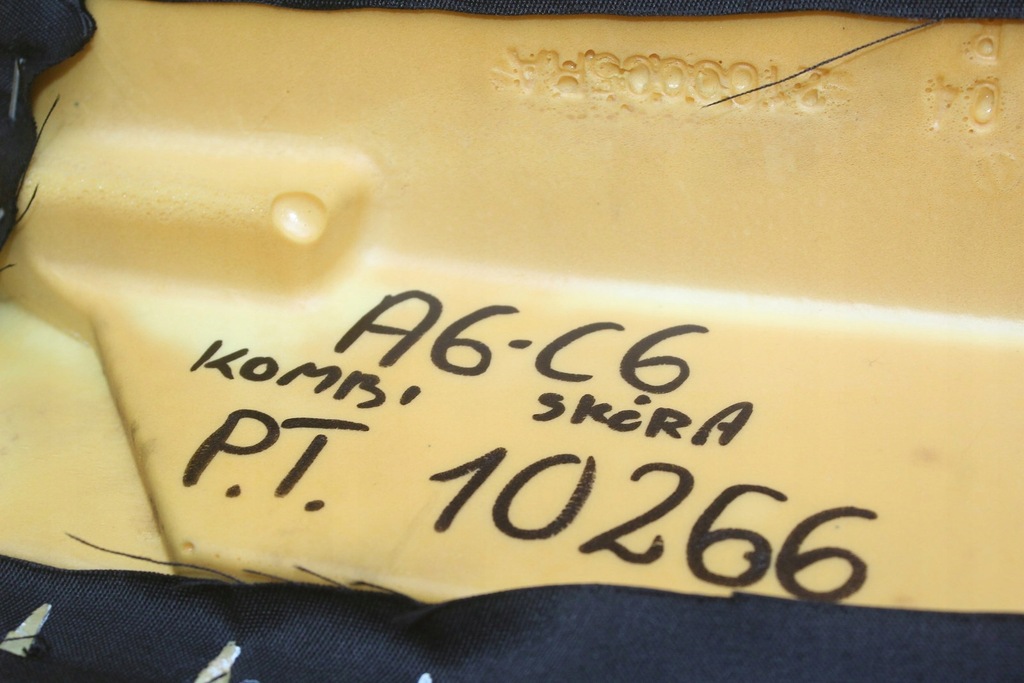 A6-C6
KOMBI SKÓRA
P.T. 10266